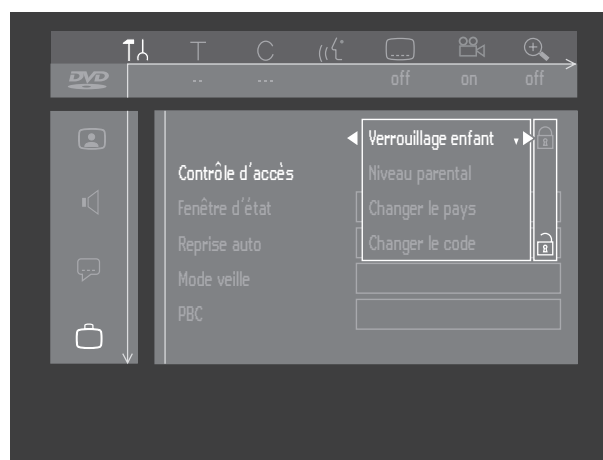 T C
DVD -- --- off on off
Verrouillage enfant
Contrôle d'accès Niveau parental
Fenêtre d'état Changer le pays
Reprise auto Changer le code
Mode veille
PBC